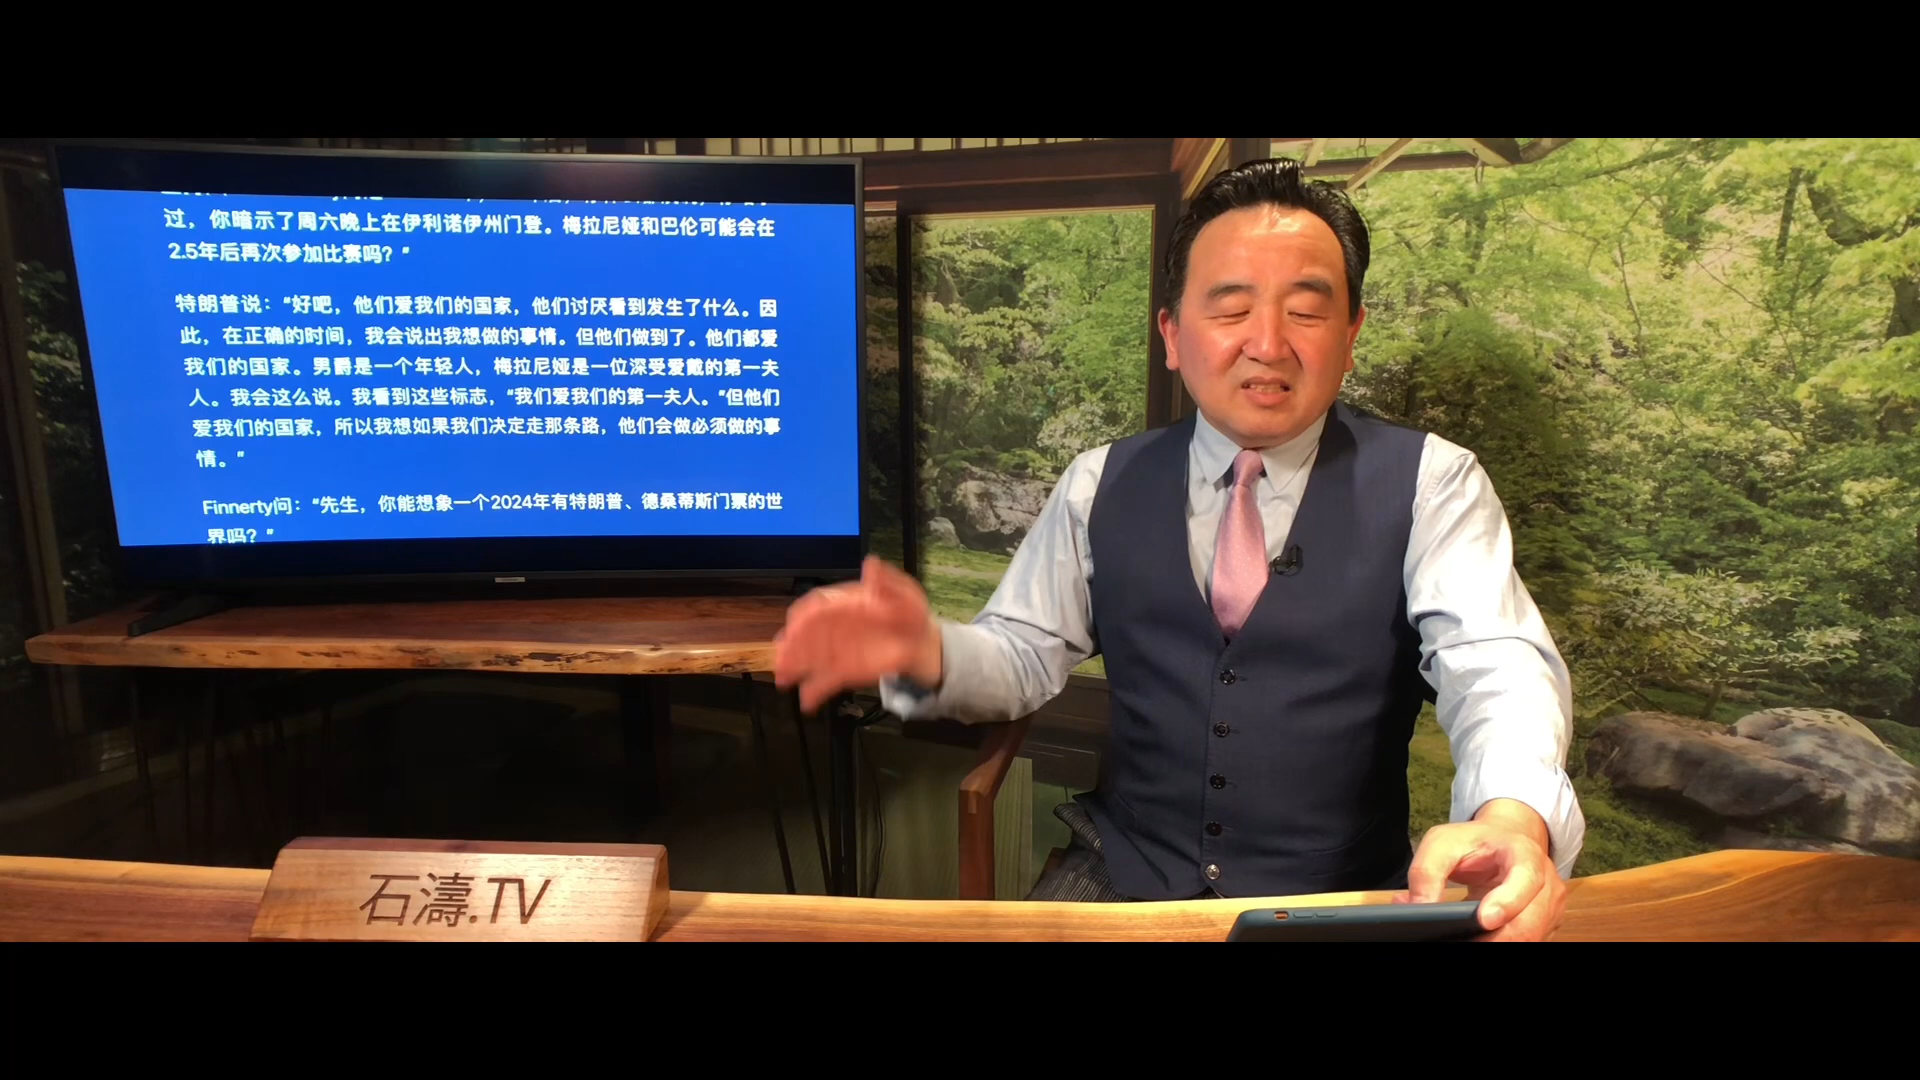 过，你暗示了周六晚上在伊利诺伊州门登。梅拉尼娅和巴伦可能会在
2.5年后再次参加比赛吗？"
特朗普说："好吧，他们爱我们的国家，他们讨厌看到发生了什么。因
此，在正确的时间，我会说出我想做的事情。但他们做到了。他们都爱
我们的国家。男爵是一个年轻人，梅拉尼娅是一位深受爱戴的第一夫
人。我会这么说。我看到这些标志，"我们爱我们的第一夫人。"但他们
爱我们的国家，所以我想如果我们决定走那条路，他们会做必须做的事
情。"
Finnerty问："先生，你能想象一个2024年有特朗普、德桑蒂斯门票的世
界吗？"
石濤.TV